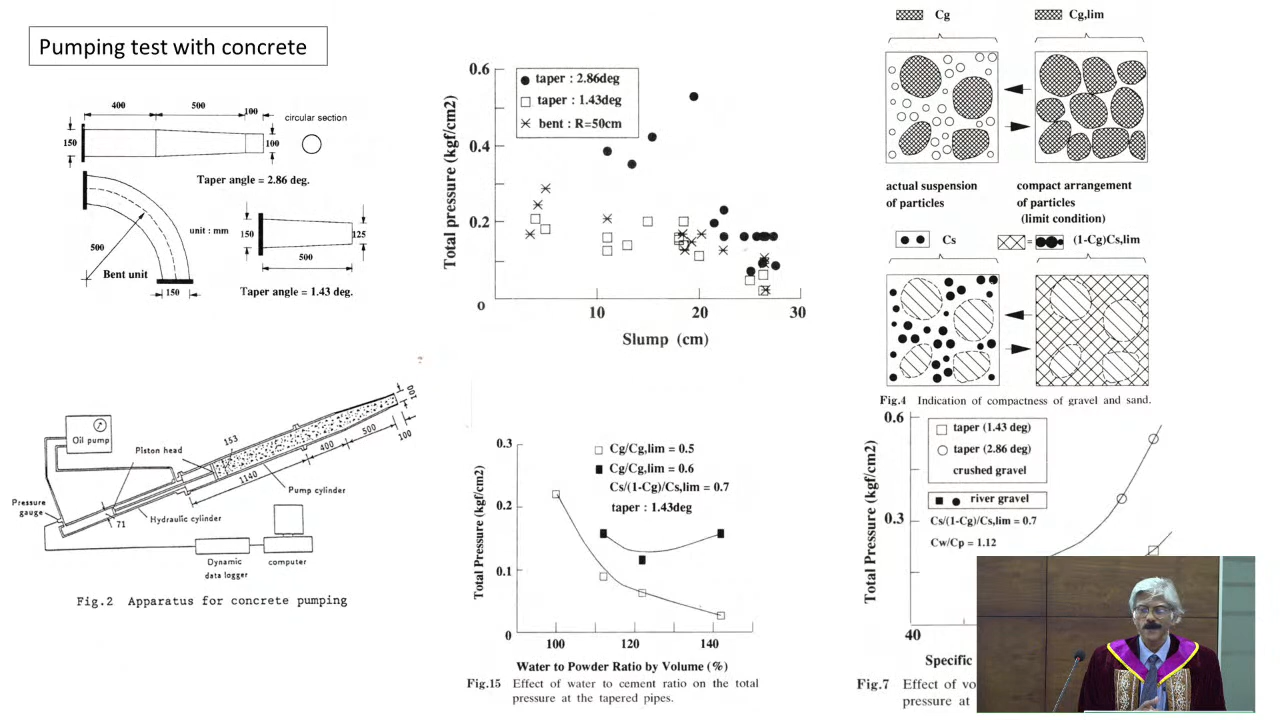 Pumping test with concrete
400
500
100
circular section
150
100
Taper angle = 2.86 deg.
500
Bent unit
150
unit : mm
150
125
500
Taper angle = 1.43 deg.
Oil pump
Piston head
153
1140
400
500
100
100
Pump cylinder
Pressure
gauge
71
Hydraulic cylinder
Dynamic
data logger
computer
Fig.2 Apparatus for concrete pumping
Total pressure (kgf/cm2)
0.6
0.4
0.2
0
10
20
30
Slump (cm)
taper : 2.86deg
taper : 1.43deg
bent : R=50cm
Total Pressure (kgf/cm2)
0.3
0.2
0.1
0
100
120
140
Cg/Cg,lim = 0.5
Cg/Cg,lim = 0.6
Cs/(1-Cg)/Cs,lim = 0.7
taper : 1.43deg
Water to Powder Ratio by Volume (%)
Fig.15 Effect of water to cement ratio on the total
pressure at the tapered pipes.
Cg
Cg,lim
actual suspension
of particles
compact arrangement
of particles
(limit condition)
Cs
= (1-Cg)Cs,lim
Fig.4 Indication of compactness of gravel and sand.
Total Pressure (kgf/cm2)
0.6
0.3
40
taper (1.43 deg)
taper (2.86 deg)
crushed gravel
river gravel
Cs/(1-Cg)/Cs,lim = 0.7
Cw/Cp = 1.12
Specific
Fig.7 Effect of vo
pressure at